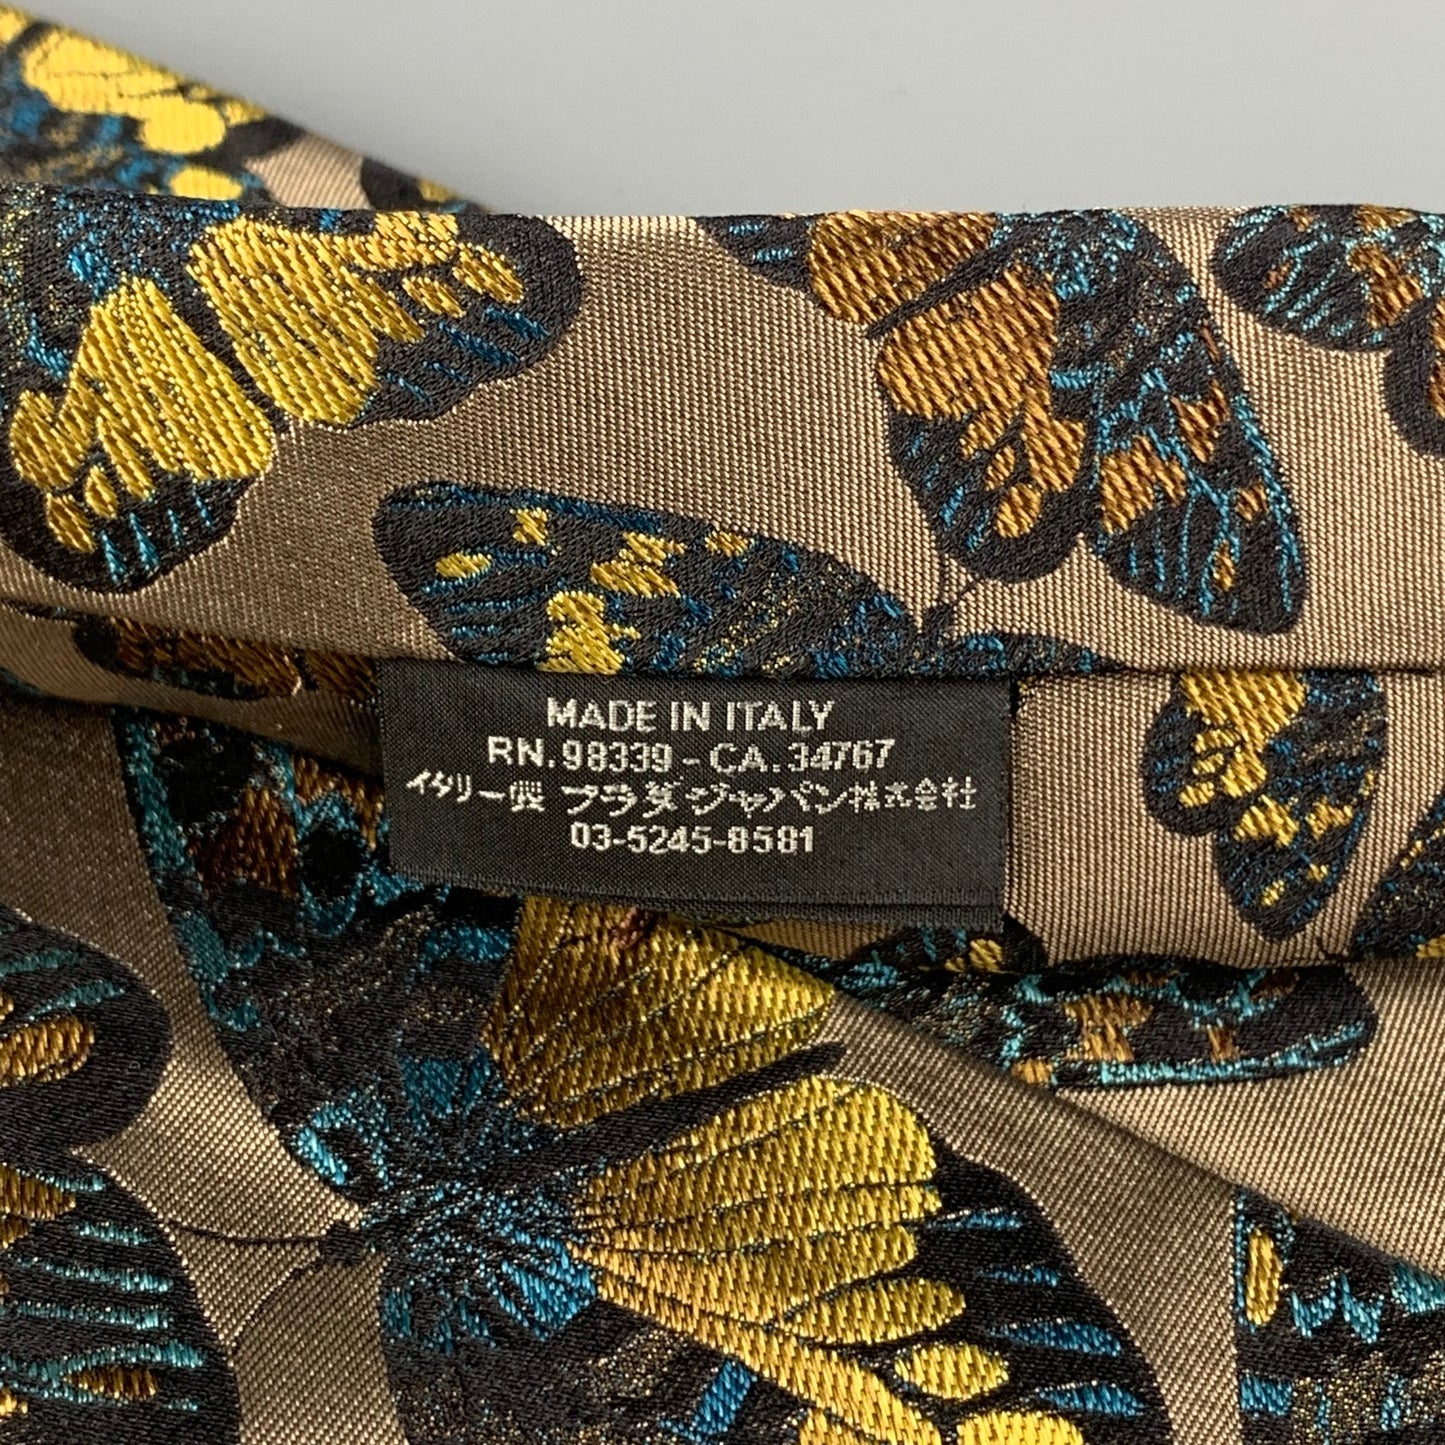 MADE IN ITALY
RN.98339 - CA.34767
イタリー製 プラダジャパン株式会社
03-5245-8581